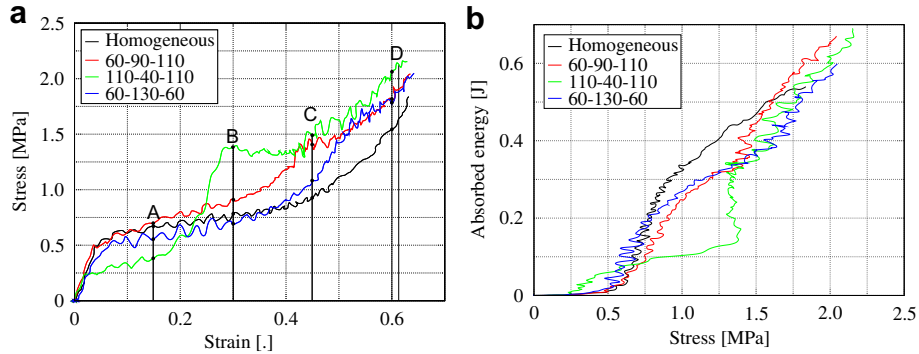 a
2.5
2.0
1.5
1.0
0.5
0.0
Stress [MPa]
Homogeneous
60-90-110
110-40-110
60-130-60
A
B
C
D
0
0.2
0.4
0.6
Strain [.]
b
0.6
0.4
0.2
0
Absorbed energy [J]
Homogeneous
60-90-110
110-40-110
60-130-60
0
0.5
1.0
1.5
2.0
2.5
Stress [MPa]